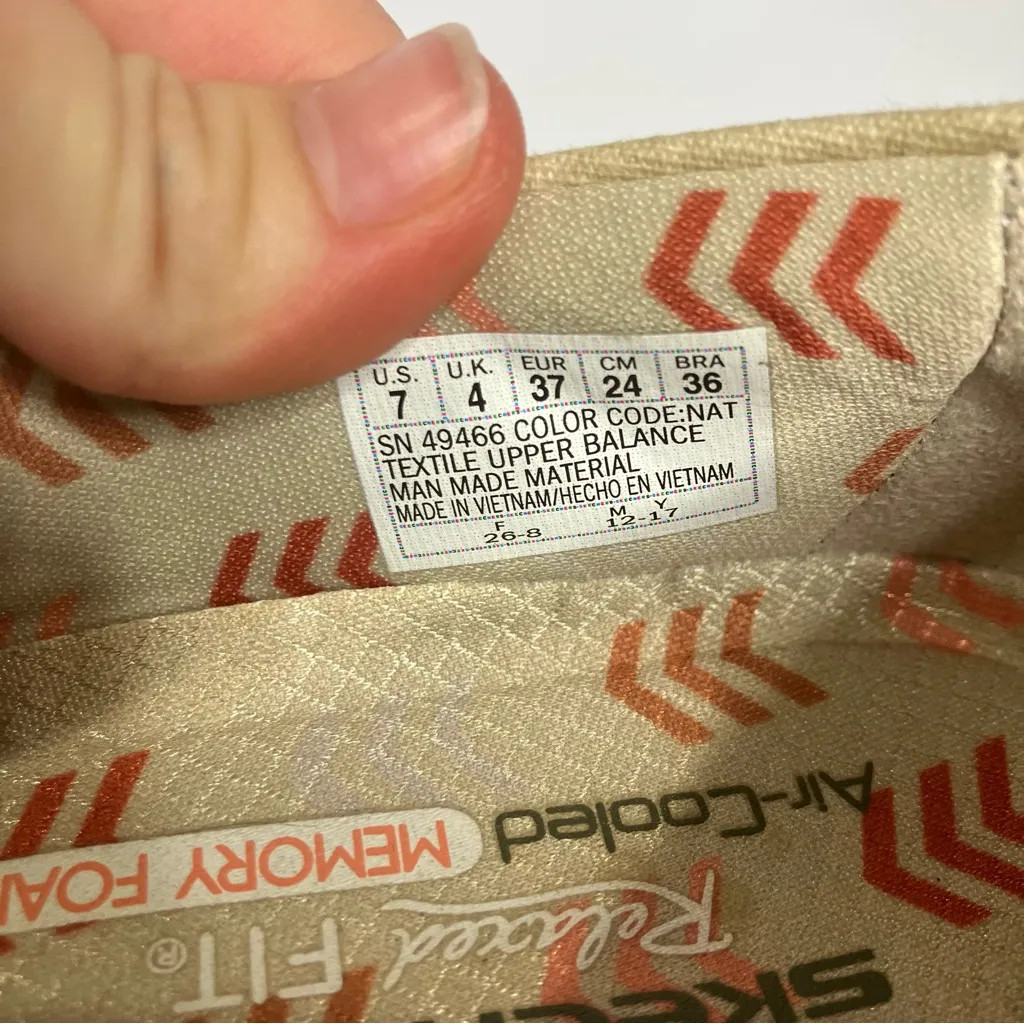 U.S. U.K. EUR CM BRA
7 4 37 24 36
SN 49466 COLOR CODE:NAT
TEXTILE UPPER BALANCE
MAN MADE MATERIAL
MADE IN VIETNAM/HECHO EN VIETNAM
F M Y
26-8 12-17
Air-Cooled
MEMORY FOA
Relaxed
FIT®
SKE